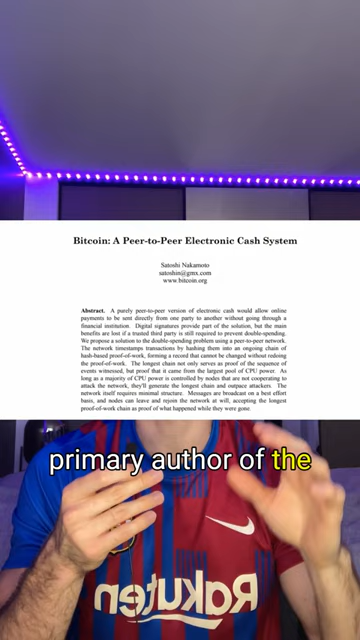 Bitcoin: A Peer-to-Peer Electronic Cash System
Satoshi Nakamoto
satoshin@gmx.com
www.bitcoin.org
Abstract. A purely peer-to-peer version of electronic cash would allow online
payments to be sent directly from one party to another without going through a
financial institution. Digital signatures provide part of the solution, but the main
benefits are lost if a trusted third party is still required to prevent double-spending.
We propose a solution to the double-spending problem using a peer-to-peer network.
The network timestamps transactions by hashing them into an ongoing chain of
hash-based proof-of-work, forming a record that cannot be changed without redoing
the proof-of-work. The longest chain not only serves as proof of the sequence of
events witnessed, but proof that it came from the largest pool of CPU power. As
long as a majority of CPU power is controlled by nodes that are not cooperating to
attack the network, they'll generate the longest chain and outpace attackers. The
network itself requires minimal structure. Messages are broadcast on a best effort
basis, and nodes can leave and rejoin the network at will, accepting the longest
proof-of-work chain as proof of what happened while they were gone
primary author of the
Rakuten